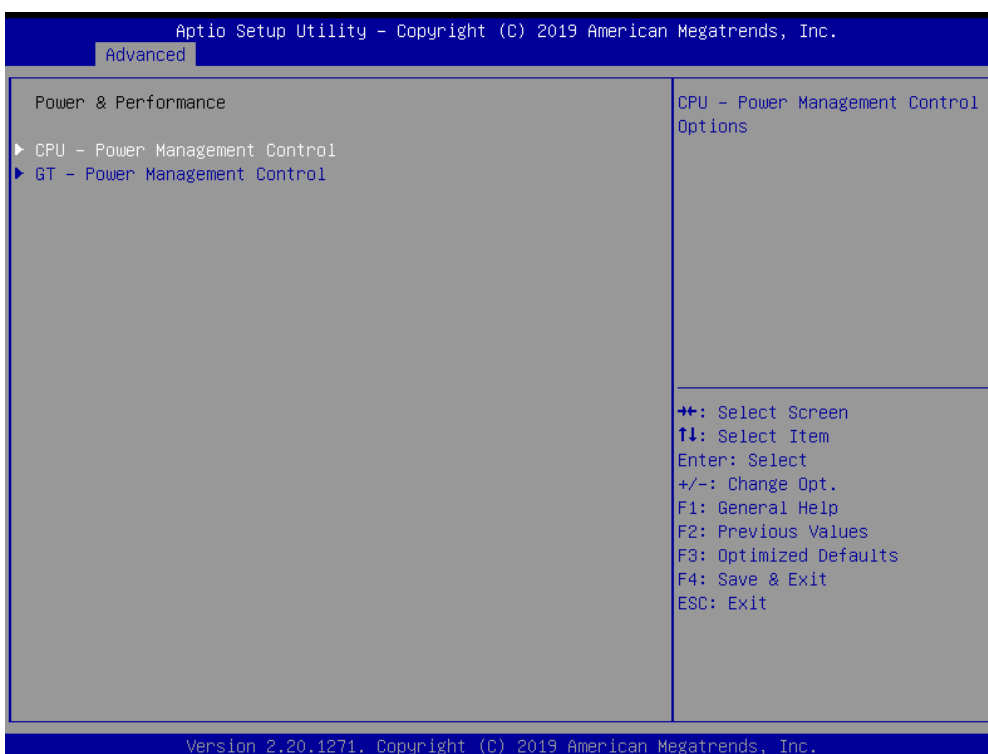 Aptio Setup Utility – Copyright (C) 2019 American Megatrends, Inc.
Advanced
Power & Performance
CPU – Power Management Control
GT – Power Management Control
CPU – Power Management Control
Options
→←: Select Screen
↑↓: Select Item
Enter: Select
+/-: Change Opt.
F1: General Help
F2: Previous Values
F3: Optimized Defaults
F4: Save & Exit
ESC: Exit
Version 2.20.1271. Copyright (C) 2019 American Megatrends, Inc.